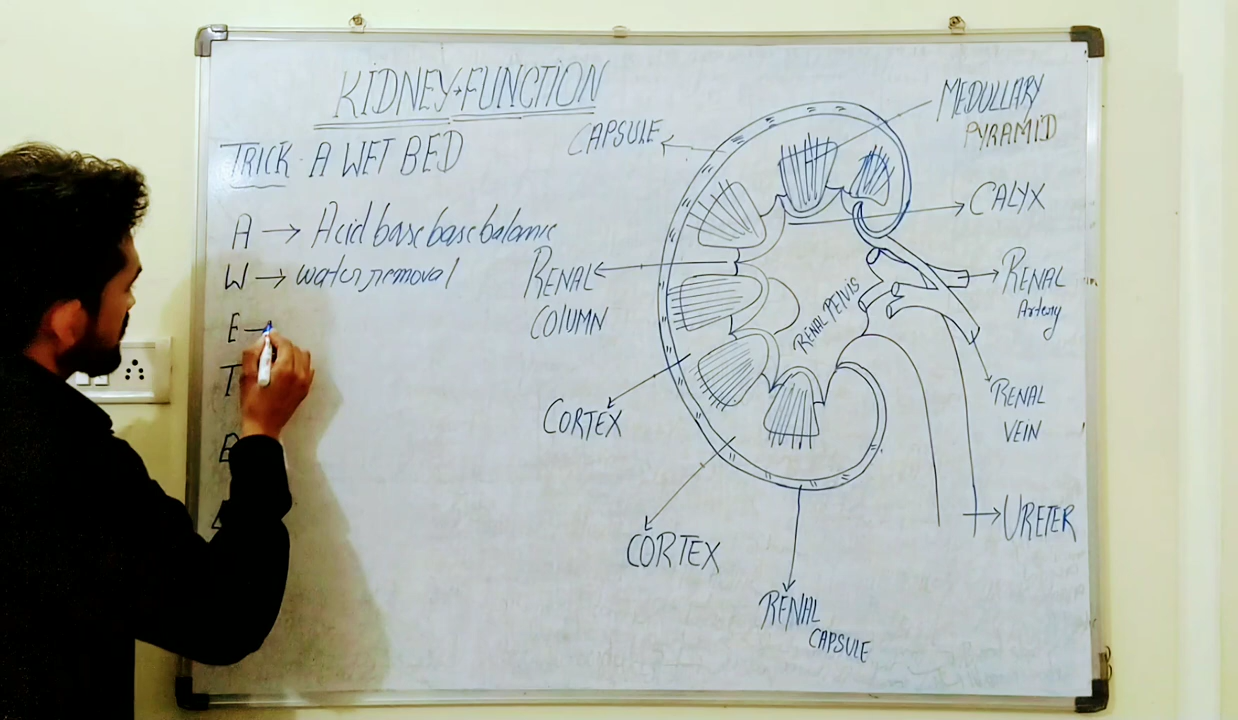 KIDNEY→FUNCTION
TRICK - A WET BED
A → Acid base base balance
W → water removal
E →
T
B
CAPSULE
MEDULLARY
PYRAMID
CALYX
RENAL
COLUMN
RENAL PELVIS
RENAL
Artery
RENAL
VEIN
CORTEX
CORTEX
URETER
RENAL
CAPSULE